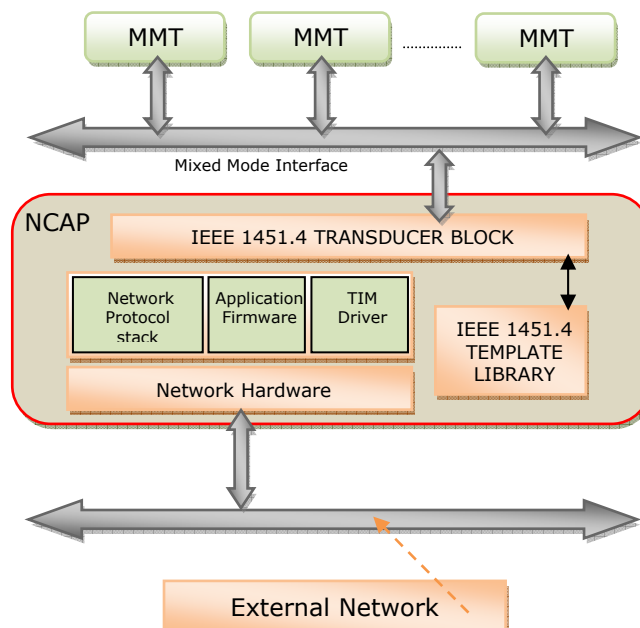 MMT
MMT
MMT
Mixed Mode Interface
NCAP
IEEE 1451.4 TRANSDUCER BLOCK
Network
Protocol
stack
Application
Firmware
TIM
Driver
IEEE 1451.4
TEMPLATE
LIBRARY
Network Hardware
External Network